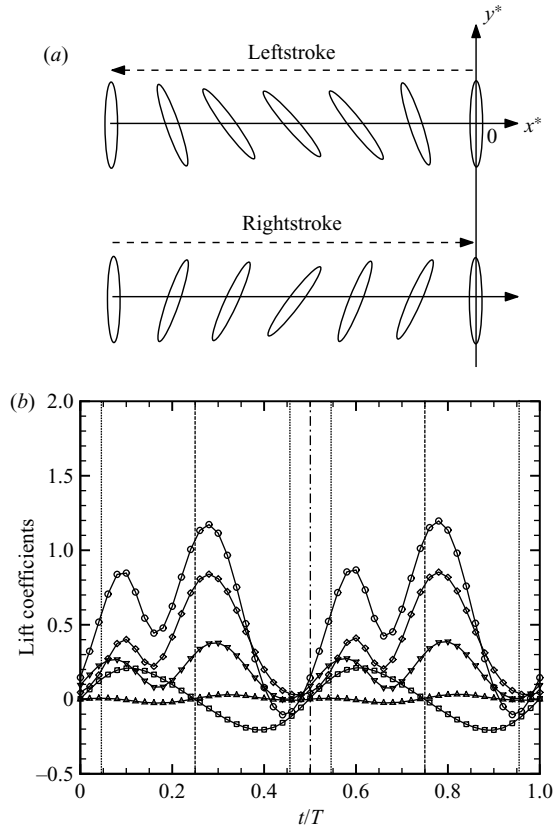 y*
(a)
Leftstroke
0
x*
Rightstroke
(b)
2.0
1.5
1.0
0.5
0
–0.5
Lift coefficients
0 0.2 0.4 0.6 0.8 1.0
t/T